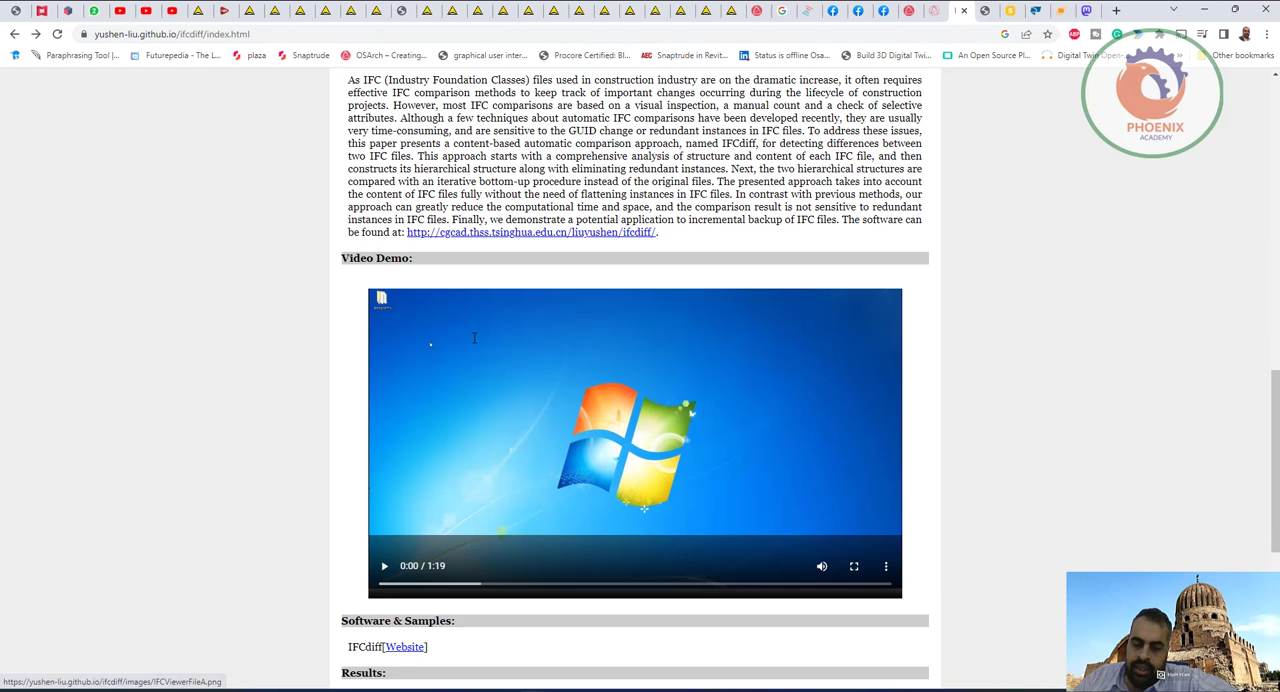 yushen-liu.github.io/ifcdiff/index.html
Paraphrasing Tool |...
Futurepedia - The L...
plaza
Snaptrude
OSArch – Creating...
graphical user inter...
Procore Certified: Bl...
AEC
Snaptrude in Revit...
Status is offline Osa...
Build 3D Digital Twi...
An Open Source Pl...
Digital Twin Open-...
»
Other bookmarks
PHOENIX
ACADEMY
As IFC (Industry Foundation Classes) files used in construction industry are on the dramatic increase, it often requires
effective IFC comparison methods to keep track of important changes occurring during the lifecycle of construction
projects. However, most IFC comparisons are based on a visual inspection, a manual count and a check of selective
attributes. Although a few techniques about automatic IFC comparisons have been developed recently, they are usually
very time-consuming, and are sensitive to the GUID change or redundant instances in IFC files. To address these issues,
this paper presents a content-based automatic comparison approach, named IFCdiff, for detecting differences between
two IFC files. This approach starts with a comprehensive analysis of structure and content of each IFC file, and then
constructs its hierarchical structure along with eliminating redundant instances. Next, the two hierarchical structures are
compared with an iterative bottom-up procedure instead of the original files. The presented approach takes into account
the content of IFC files fully without the need of flattening instances in IFC files. In contrast with previous methods, our
approach can greatly reduce the computational time and space, and the comparison result is not sensitive to redundant
instances in IFC files. Finally, we demonstrate a potential application to incremental backup of IFC files. The software can
be found at: http://cgcad.thss.tsinghua.edu.cn/liuyushen/ifcdiff/.
Video Demo:
0:00 / 1:19
Software & Samples:
IFCdiff[Website]
Results:
https://yushen-liu.github.io/ifcdiff/images/IFCViewerFileA.png